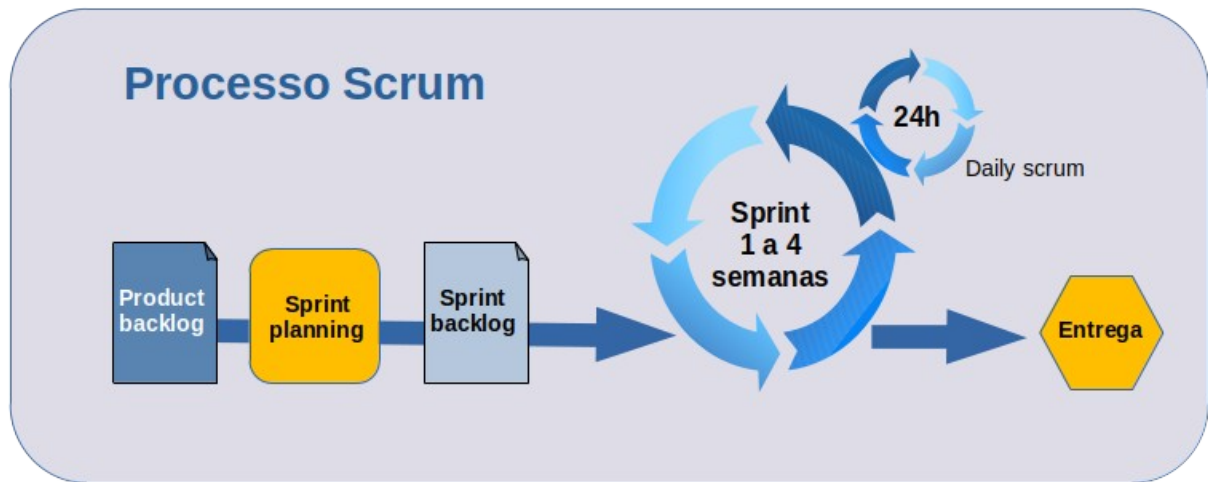 Processo Scrum
24h
Daily scrum
Sprint
1 a 4
semanas
Product
backlog
Sprint
planning
Sprint
backlog
Entrega